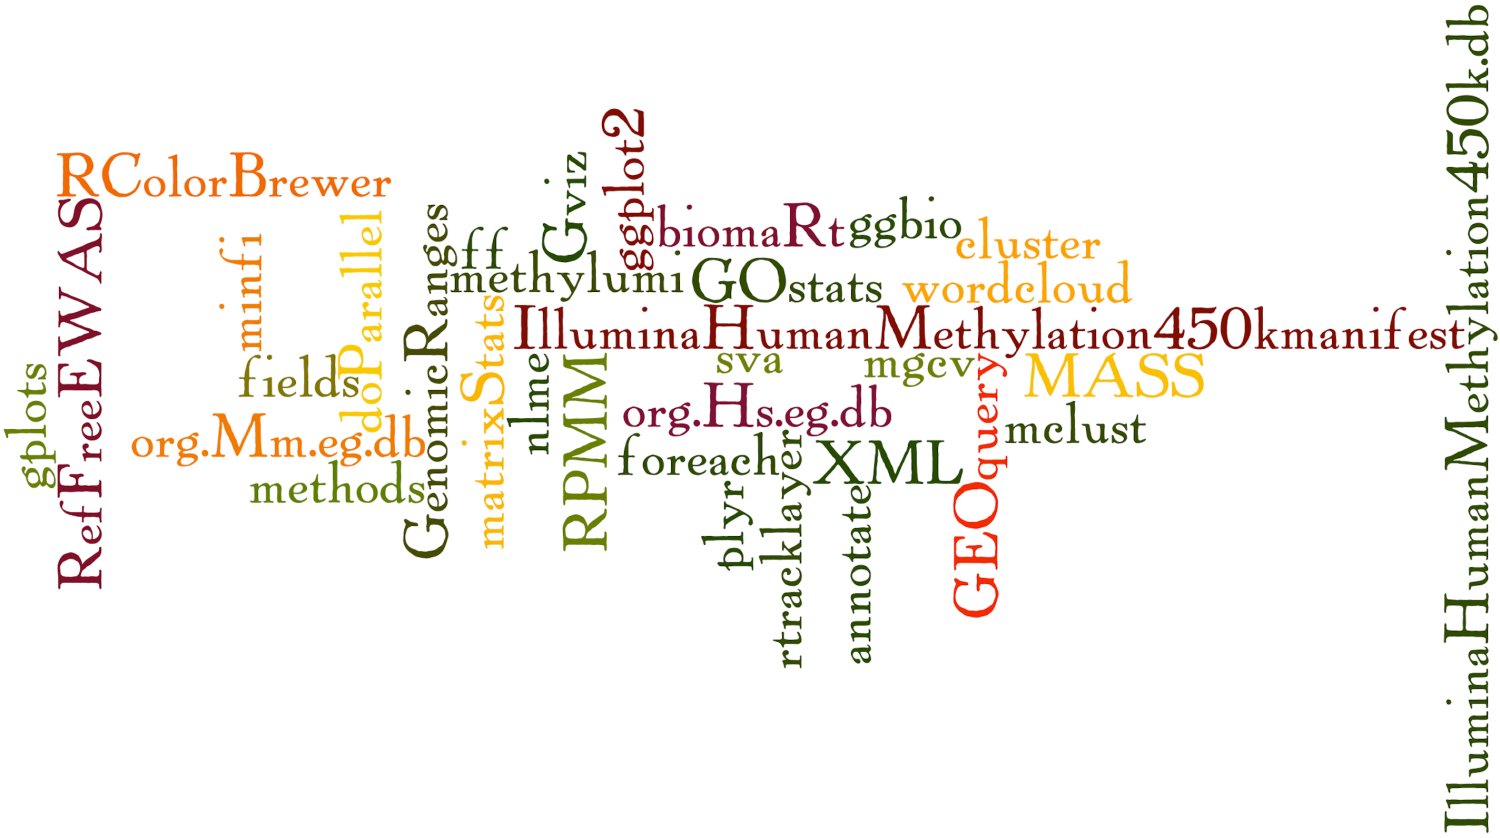 IlluminaHumanMethylation450k.db
ggplot2
RColorBrewer
Gviz
RefFreeEWAS
biomaRt
ggbio
GenomicRanges
doParallel
ff
cluster
minfi
methylumi
GOstats
wordcloud
matrixStats
IlluminaHumanMethylation450kmanifest
fields
nlme
RPMM
sva
mgcv
GEOquery
MASS
gplots
org.Hs.eg.db
org.Mm.eg.db
mclust
foreach
rtracklayer
XML
methods
plyr
annotate